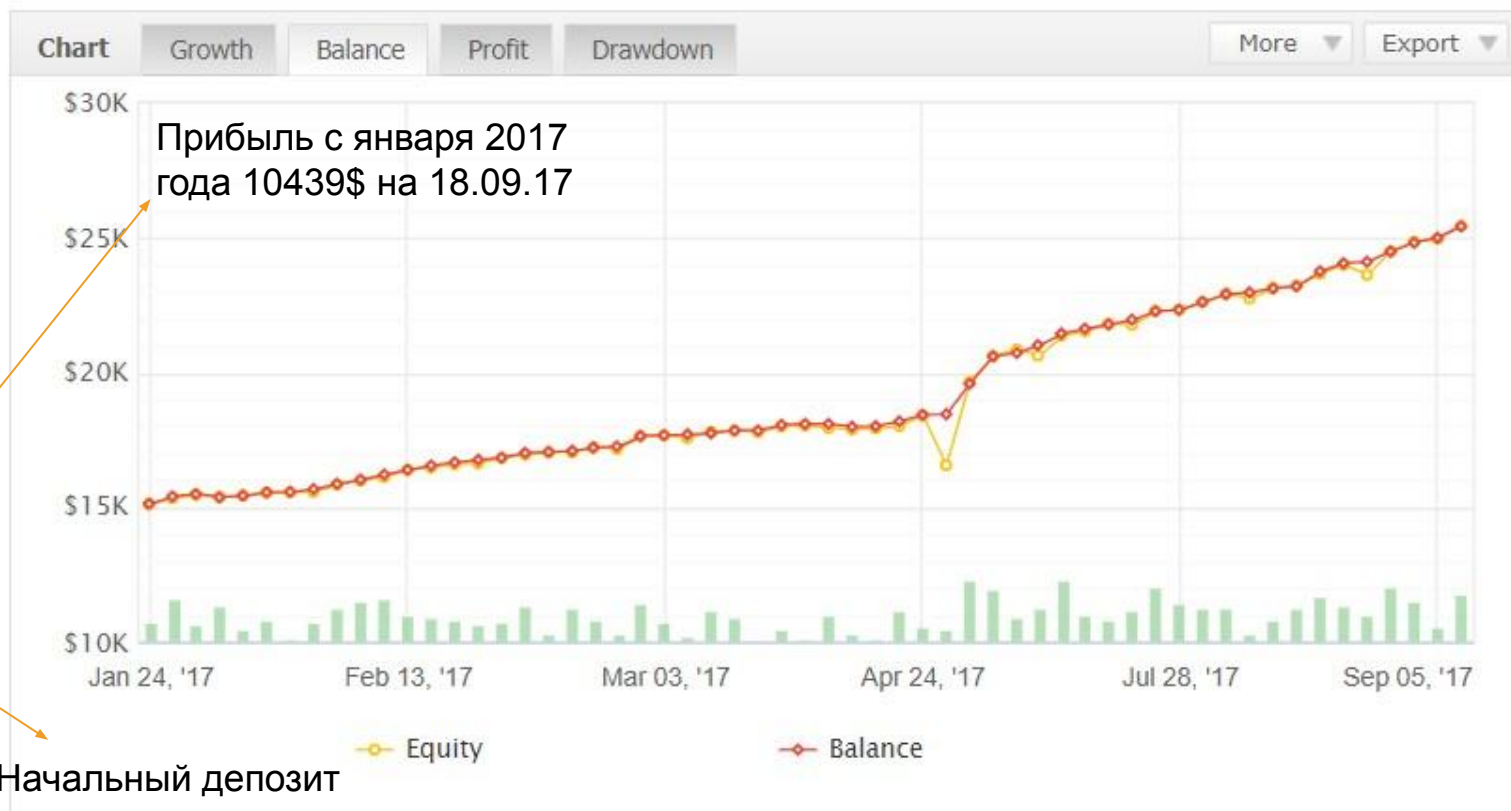 Chart Growth Balance Profit Drawdown More Export
$30K
Прибыль с января 2017
года 10439$ на 18.09.17
$25K
$20K
$15K
$10K
Jan 24, '17 Feb 13, '17 Mar 03, '17 Apr 24, '17 Jul 28, '17 Sep 05, '17
Equity Balance
Начальный депозит